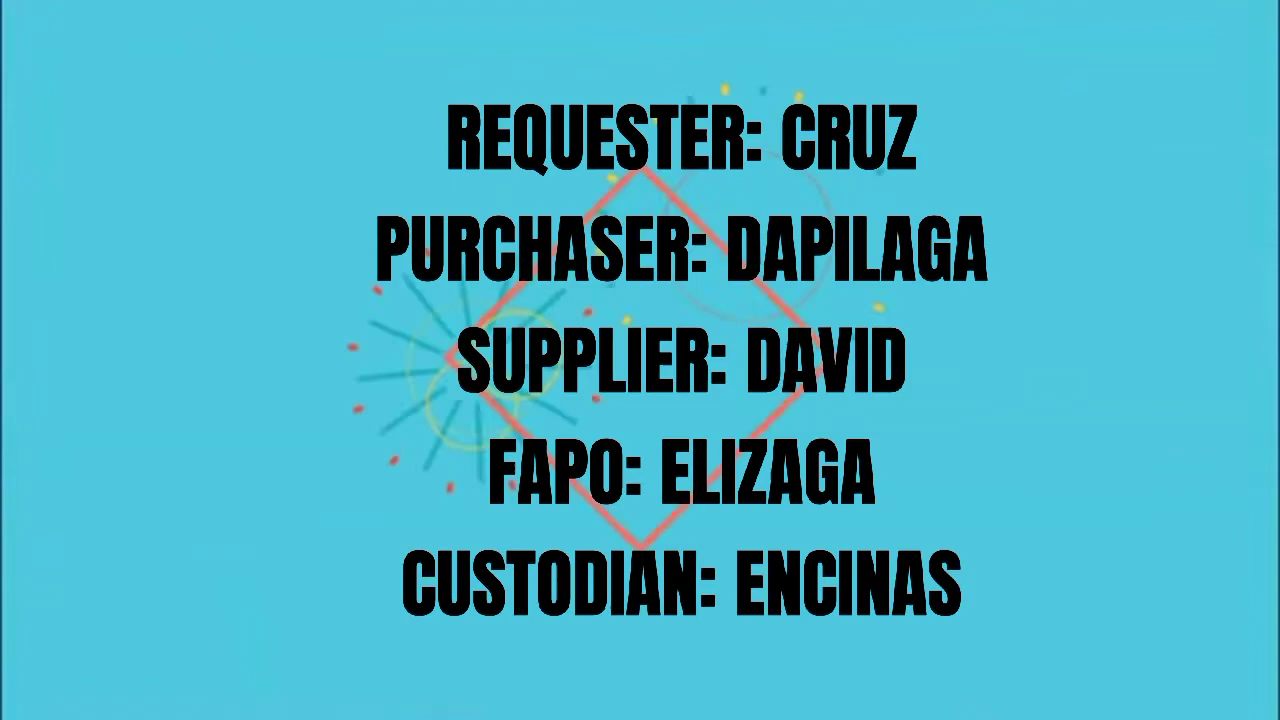 REQUESTER: CRUZ
PURCHASER: DAPILAGA
SUPPLIER: DAVID
FAPO: ELIZAGA
CUSTODIAN: ENCINAS